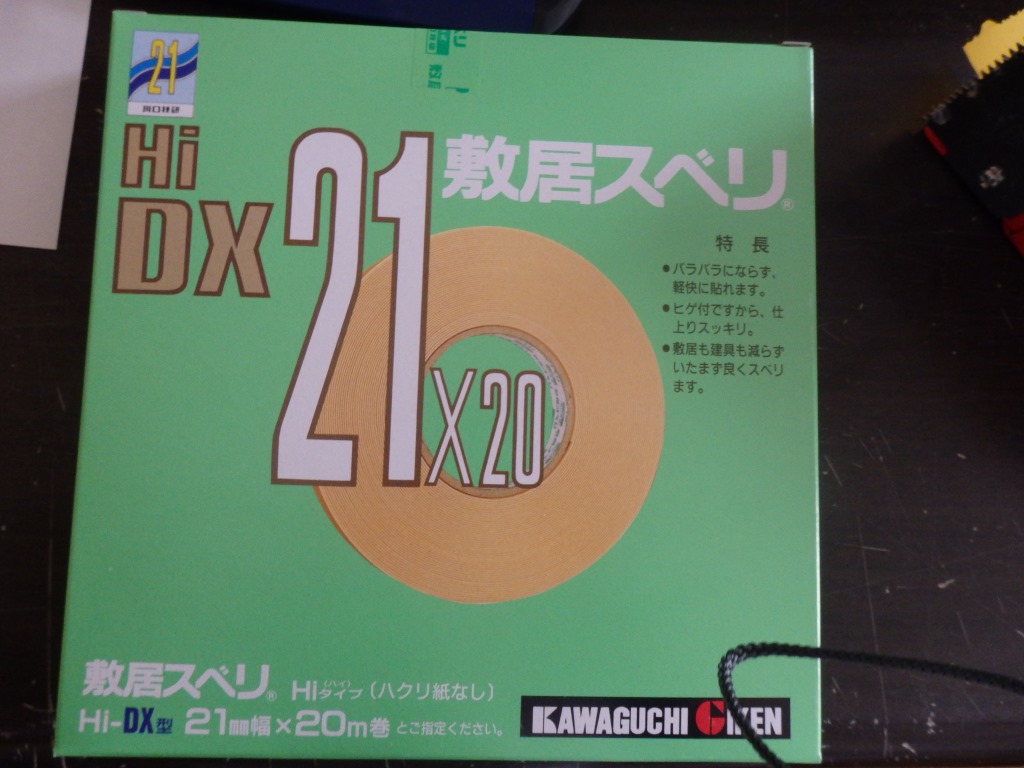 21
川口技研
Hi
DX
21×20
敷居スベリ®
特長
●バラバラにならず、
軽快に貼れます。
●ヒゲ付ですから、仕
上りスッキリ。
●敷居も建具も減らず
いたまず良くスベリ
ます。
敷居スベリ® Hi(ハイ)タイプ(ハクリ紙なし)
Hi-DX型 21mm幅×20m巻 とご指定ください。
KAWAGUCHI GIKEN